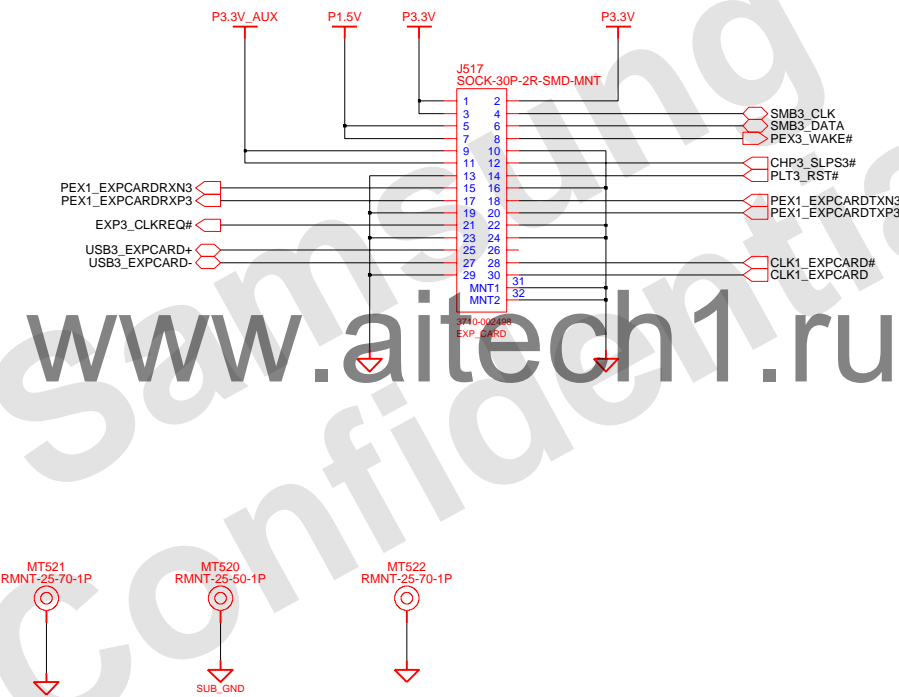 P3.3V_AUX P1.5V P3.3V P3.3V
J517
SOCK-30P-2R-SMD-MNT
1 2
3 4 SMB3_CLK
5 6 SMB3_DATA
7 8 PEX3_WAKE#
9 10
11 12 CHP3_SLPS3#
13 14 PLT3_RST#
PEX1_EXPCARDRXN3 15 16
PEX1_EXPCARDRXP3 17 18 PEX1_EXPCARDTXN3
19 20 PEX1_EXPCARDTXP3
EXP3_CLKREQ# 21 22
23 24
USB3_EXPCARD+ 25 26
USB3_EXPCARD- 27 28 CLK1_EXPCARD#
29 30 CLK1_EXPCARD
MNT1 31
MNT2 32
3710-002498
EXP_CARD
www.aitech1.ru
Samsung
Confidential
MT521 MT520 MT522
RMNT-25-70-1P RMNT-25-50-1P RMNT-25-70-1P
SUB_GND